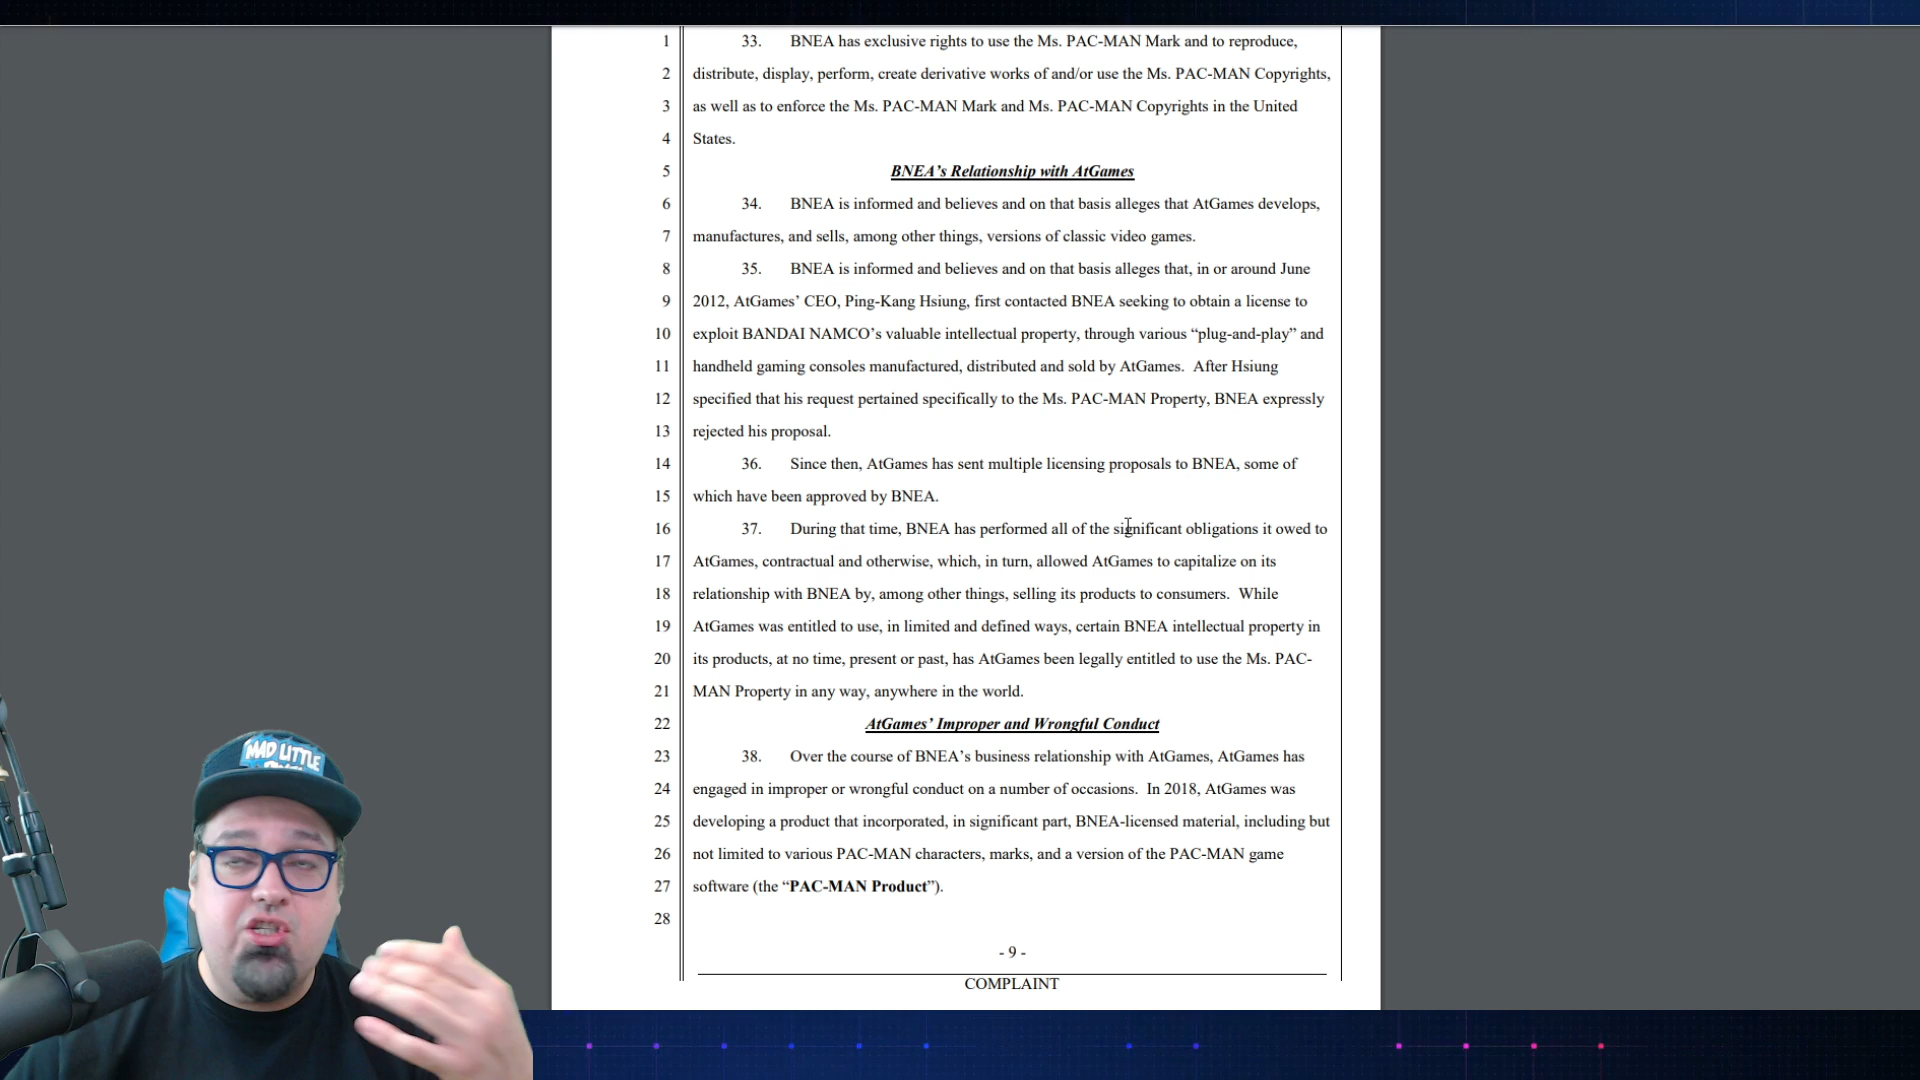 1 33. BNEA has exclusive rights to use the Ms. PAC-MAN Mark and to reproduce,
2 distribute, display, perform, create derivative works of and/or use the Ms. PAC-MAN Copyrights,
3 as well as to enforce the Ms. PAC-MAN Mark and Ms. PAC-MAN Copyrights in the United
4 States.
5 BNEA’s Relationship with AtGames
6 34. BNEA is informed and believes and on that basis alleges that AtGames develops,
7 manufactures, and sells, among other things, versions of classic video games.
8 35. BNEA is informed and believes and on that basis alleges that, in or around June
9 2012, AtGames’ CEO, Ping-Kang Hsiung, first contacted BNEA seeking to obtain a license to
10 exploit BANDAI NAMCO’s valuable intellectual property, through various “plug-and-play” and
11 handheld gaming consoles manufactured, distributed and sold by AtGames. After Hsiung
12 specified that his request pertained specifically to the Ms. PAC-MAN Property, BNEA expressly
13 rejected his proposal.
14 36. Since then, AtGames has sent multiple licensing proposals to BNEA, some of
15 which have been approved by BNEA.
16 37. During that time, BNEA has performed all of the significant obligations it owed to
17 AtGames, contractual and otherwise, which, in turn, allowed AtGames to capitalize on its
18 relationship with BNEA by, among other things, selling its products to consumers. While
19 AtGames was entitled to use, in limited and defined ways, certain BNEA intellectual property in
20 its products, at no time, present or past, has AtGames been legally entitled to use the Ms. PAC-
21 MAN Property in any way, anywhere in the world.
22 AtGames’ Improper and Wrongful Conduct
23 38. Over the course of BNEA’s business relationship with AtGames, AtGames has
24 engaged in improper or wrongful conduct on a number of occasions. In 2018, AtGames was
25 developing a product that incorporated, in significant part, BNEA-licensed material, including but
26 not limited to various PAC-MAN characters, marks, and a version of the PAC-MAN game
27 software (the “PAC-MAN Product”).
28
- 9 -
COMPLAINT
MAD LITTLE